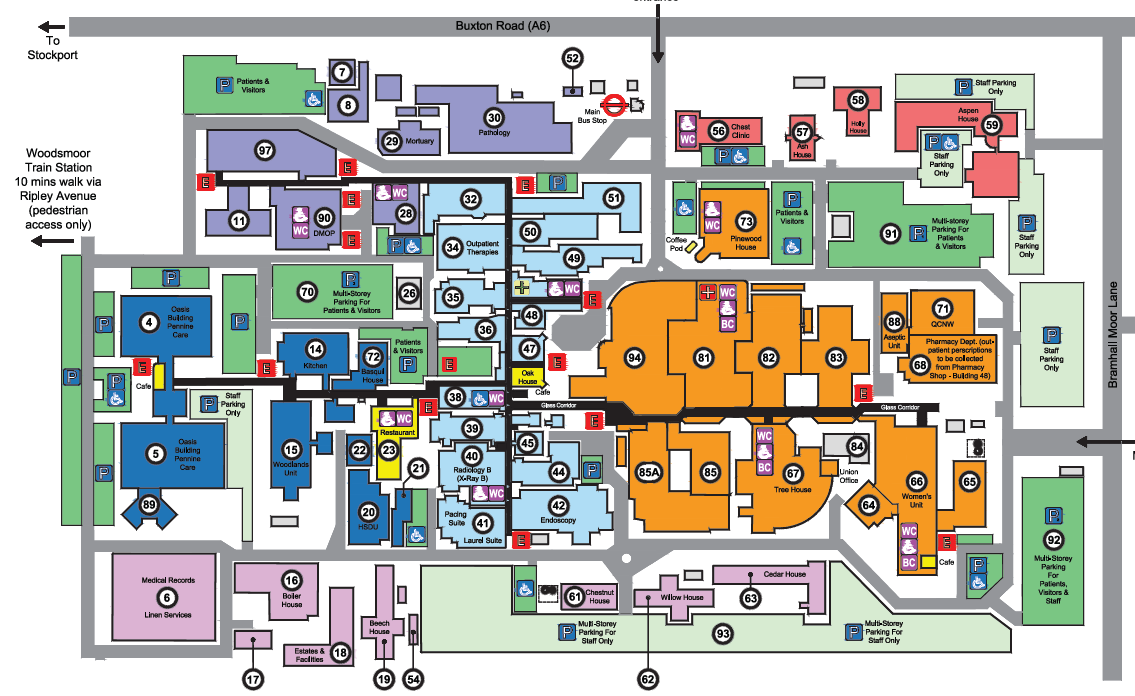 entrance
Buxton Road (A6)
To
Stockport
52
7
8
Patients &
Visitors
P
30
Pathology
29
Mortuary
Main
Bus Stop
56
Chest
Clinic
WC
57
Ash
House
58
Holly
House
P
Staff Parking
Only
Aspen
House
59
P
Staff
Parking
Only
Woodsmoor
Train Station
10 mins walk via
Ripley Avenue
(pedestrian
access only)
97
E
E
11
90
DMOP
WC
E
E
28
WC
P
32
E
P
51
50
49
34
Outpatient
Therapies
73
Pinewood
House
WC
Coffee
Pod
P
Patients
& Visitors
91
P
Multi-storey
Parking For
Patients
& Visitors
P
Staff
Parking
Only
P
70
P
Multi-Storey
Parking For
Patients & Visitors
26
35
36
WC
E
48
47
E
Oak
House
Cafe
P
4
Oasis
Building
Pennine
Care
P
P
P
E
Cafe
E
14
Kitchen
72
Basquil
House
Patients
& Visitors
P
E
94
81
WC
BC
82
83
88
Aseptic
Unit
71
QCNW
68
Pharmacy Dept. (out-
patient perscriptions
to be collected
from Pharmacy
Shop - Building 48)
P
Staff
Parking
Only
Bramhall Moor Lane
P
P
Staff
Parking
Only
38
WC
E
Glass Corridor
E
E
Glass Corridor
5
Oasis
Building
Pennine
Care
P
89
15
Woodlands
Unit
22
23
Restaurant
WC
21
20
HSDU
39
40
Radiology B
(X-Ray B)
WC
Pacing
Suite
41
Laurel Suite
45
44
P
42
Endoscopy
E
85A
85
WC
BC
67
Tree House
84
Union
Office
64
66
Women's
Unit
WC
BC
65
E
Cafe
P
P
92
Multi-Storey
Parking
For
Patients,
Visitors &
Staff
Medical Records
6
Linen Services
16
Boiler
House
17
Estates &
Facilities
18
Beech
House
19
54
P
61
Chestnut
House
Willow House
62
Cedar House
63
P
Multi-Storey
Parking For
Staff Only
93
P
Multi-Storey
Parking For
Staff Only